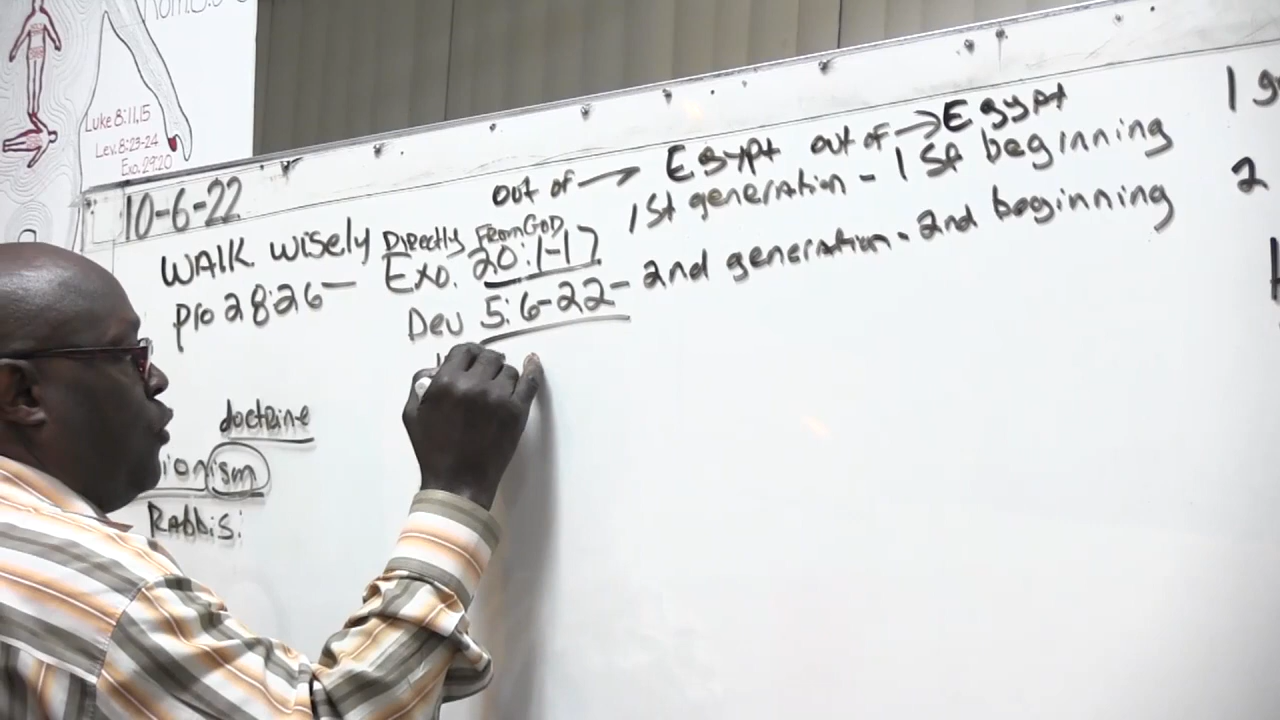 Luke 8:11,15
Lev. 8:23-24
Exo. 29:20
10-6-22
out of → Egypt out of → Egypt
WALK wisely Directly From GOD 1st generation - 1st beginning
pro 28:26 - Exo. 20:1-17
Deu 5:6-22 - 2nd generation - 2nd beginning
doctrine
ionism
Rabbis:
1
2